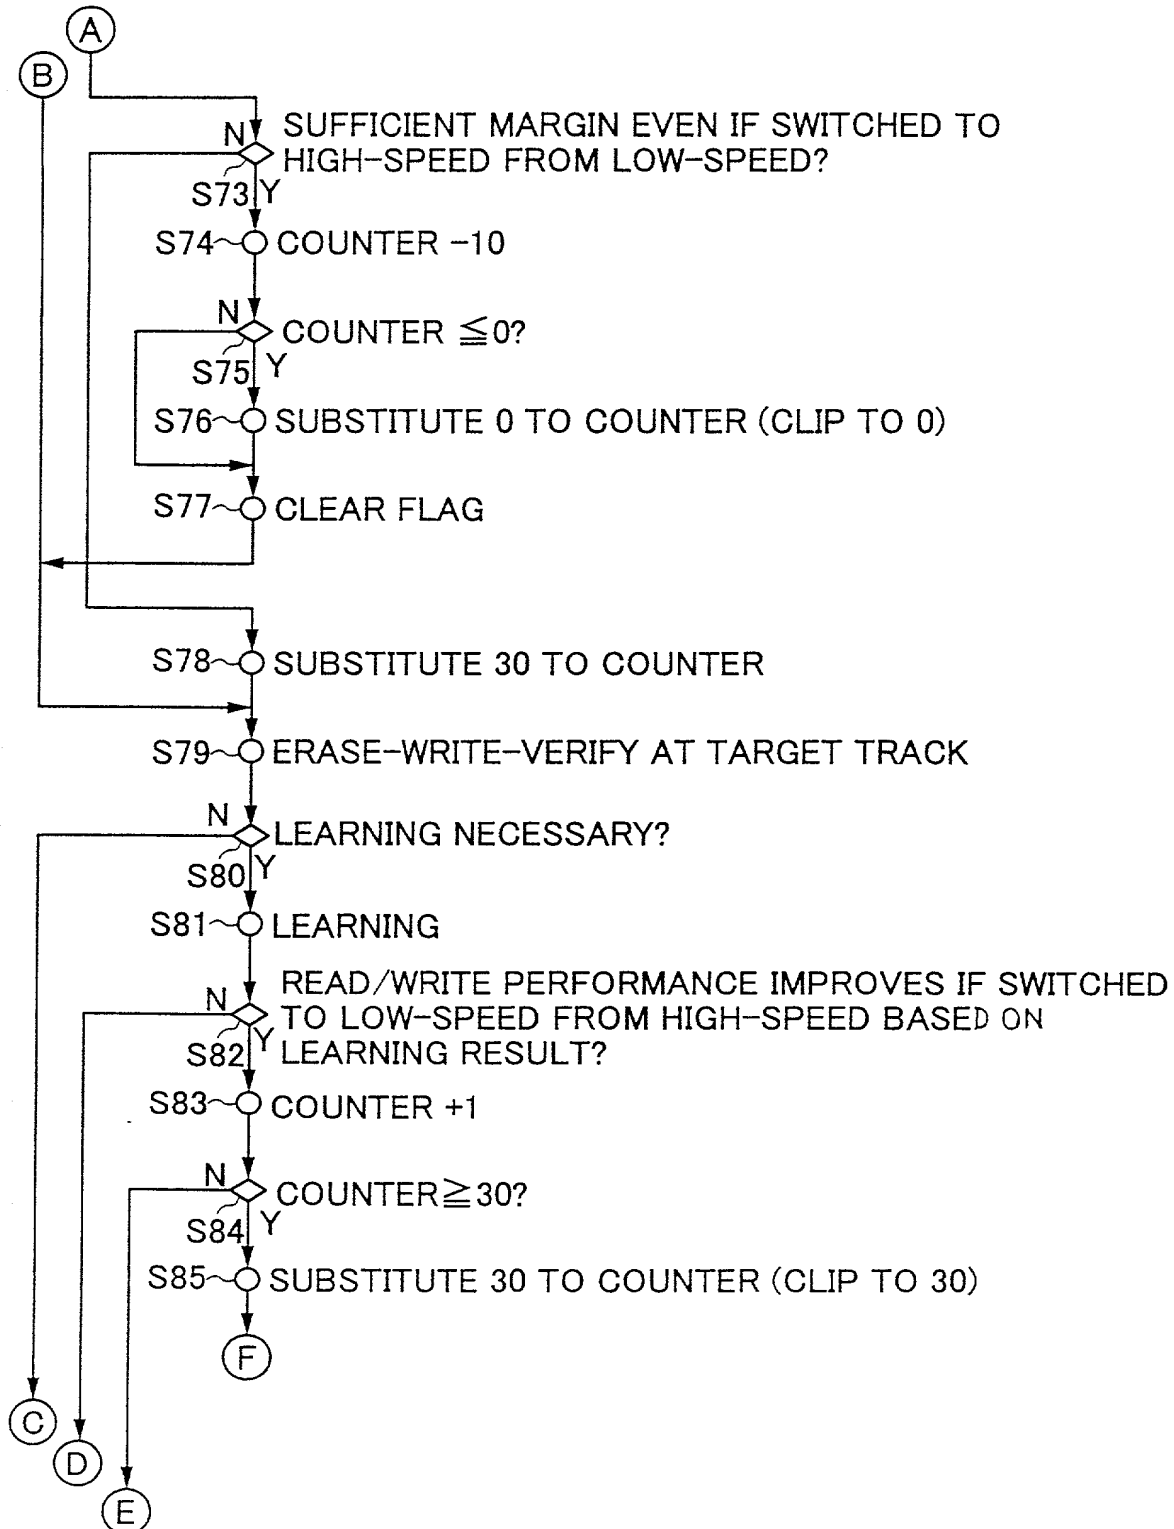 A
B
N
SUFFICIENT MARGIN EVEN IF SWITCHED TO
HIGH-SPEED FROM LOW-SPEED?
S73
Y
S74
COUNTER -10
N
COUNTER ≦0?
S75
Y
S76
SUBSTITUTE 0 TO COUNTER (CLIP TO 0)
S77
CLEAR FLAG
S78
SUBSTITUTE 30 TO COUNTER
S79
ERASE-WRITE-VERIFY AT TARGET TRACK
N
LEARNING NECESSARY?
S80
Y
S81
LEARNING
READ/WRITE PERFORMANCE IMPROVES IF SWITCHED
N
TO LOW-SPEED FROM HIGH-SPEED BASED ON
S82
Y
LEARNING RESULT?
S83
COUNTER +1
N
COUNTER≧30?
S84
Y
S85
SUBSTITUTE 30 TO COUNTER (CLIP TO 30)
F
C
D
E